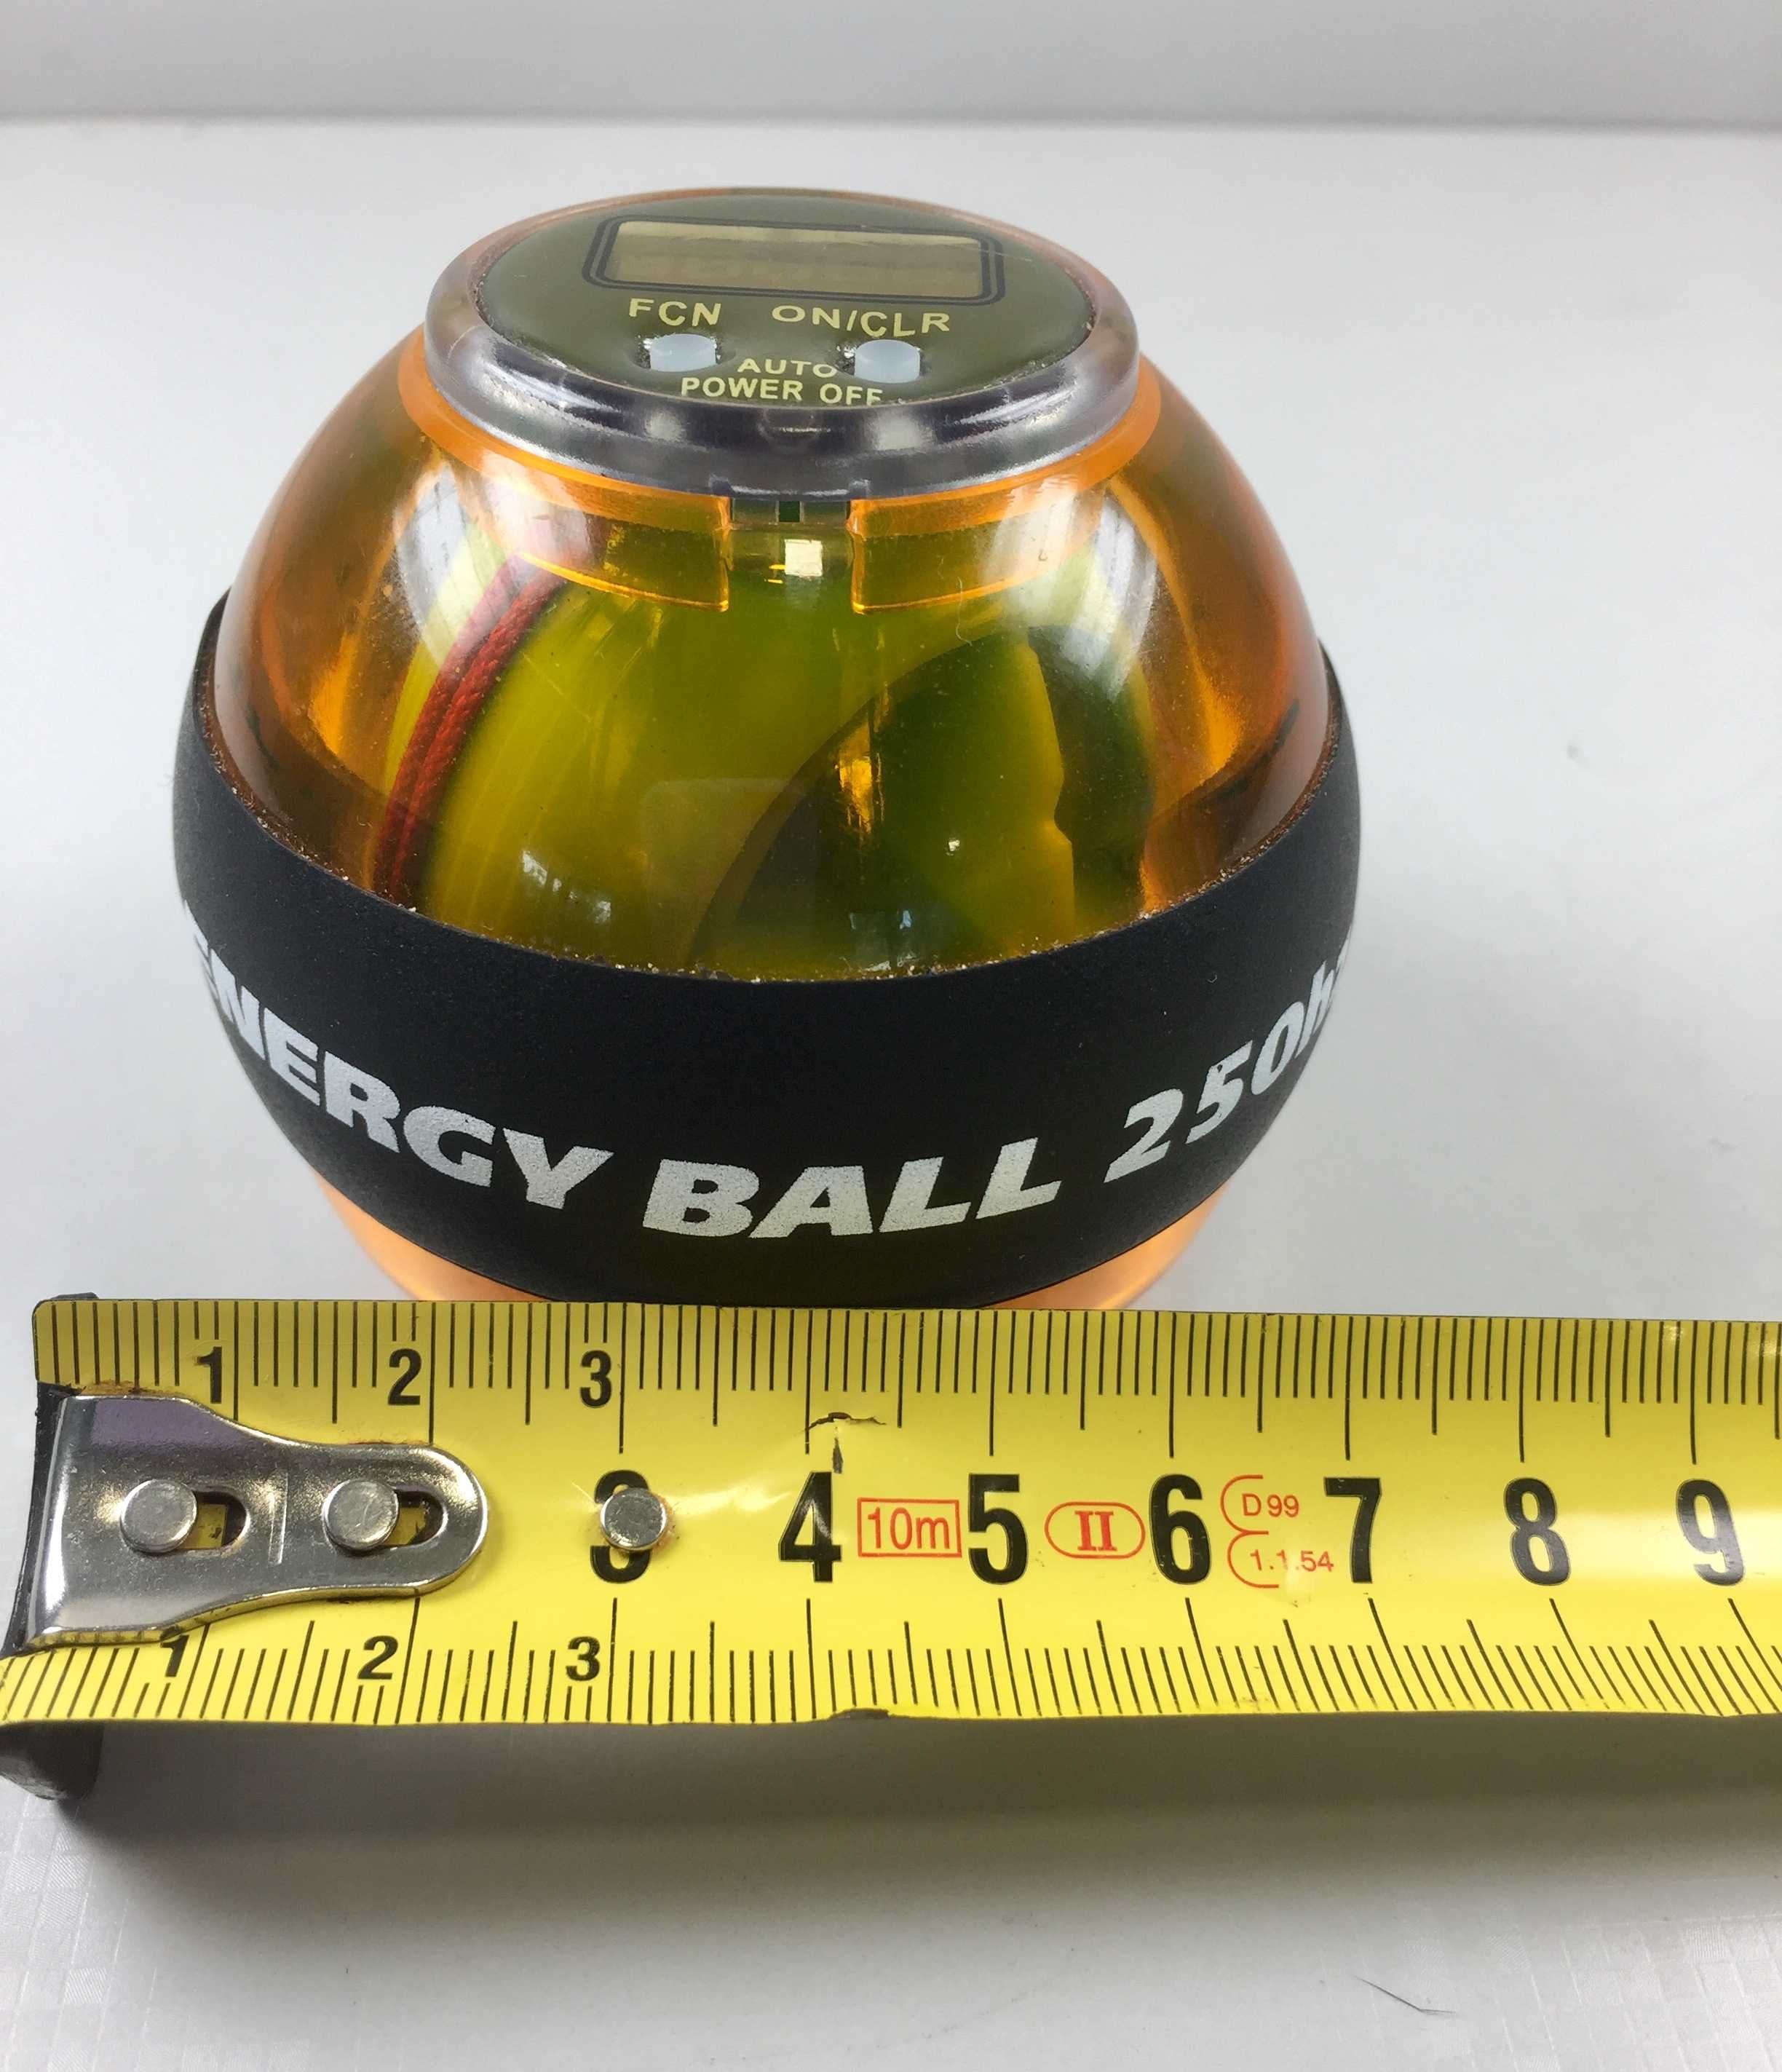 FCN ON/CLR
AUTO
POWER OFF
ENERGY BALL 250h
1 2 3
3 4 10m 5 II 6 D99 7 8 9
1.1.54
1 2 3